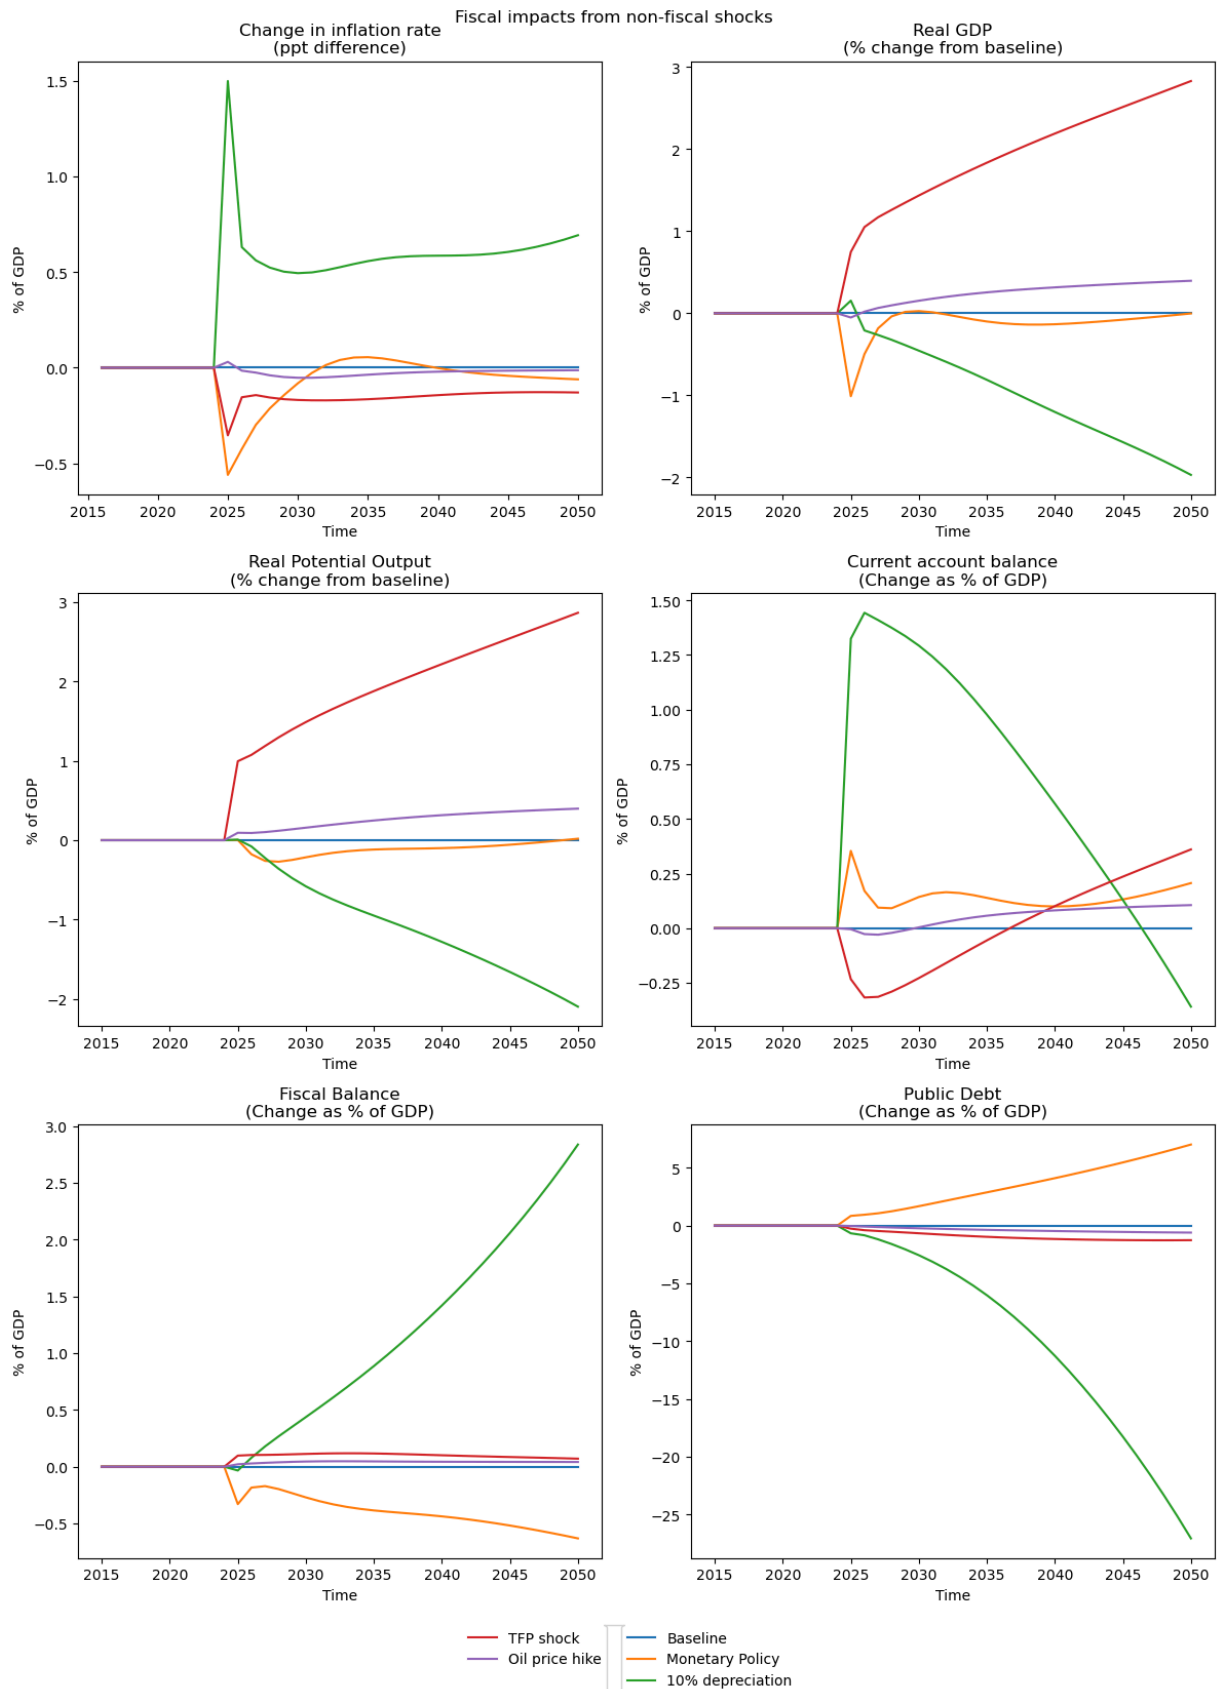 Fiscal impacts from non-fiscal shocks
Change in inflation rate
(ppt difference)
1.5
1.0
0.5
0.0
−0.5
% of GDP
2015 2020 2025 2030 2035 2040 2045 2050
Time
Real GDP
(% change from baseline)
3
2
1
0
−1
−2
% of GDP
2015 2020 2025 2030 2035 2040 2045 2050
Time
Real Potential Output
(% change from baseline)
3
2
1
0
−1
−2
% of GDP
2015 2020 2025 2030 2035 2040 2045 2050
Time
Current account balance
(Change as % of GDP)
1.50
1.25
1.00
0.75
0.50
0.25
0.00
−0.25
% of GDP
2015 2020 2025 2030 2035 2040 2045 2050
Time
Fiscal Balance
(Change as % of GDP)
3.0
2.5
2.0
1.5
1.0
0.5
0.0
−0.5
% of GDP
2015 2020 2025 2030 2035 2040 2045 2050
Time
Public Debt
(Change as % of GDP)
5
0
−5
−10
−15
−20
−25
% of GDP
2015 2020 2025 2030 2035 2040 2045 2050
Time
TFP shock
Oil price hike
Baseline
Monetary Policy
10% depreciation